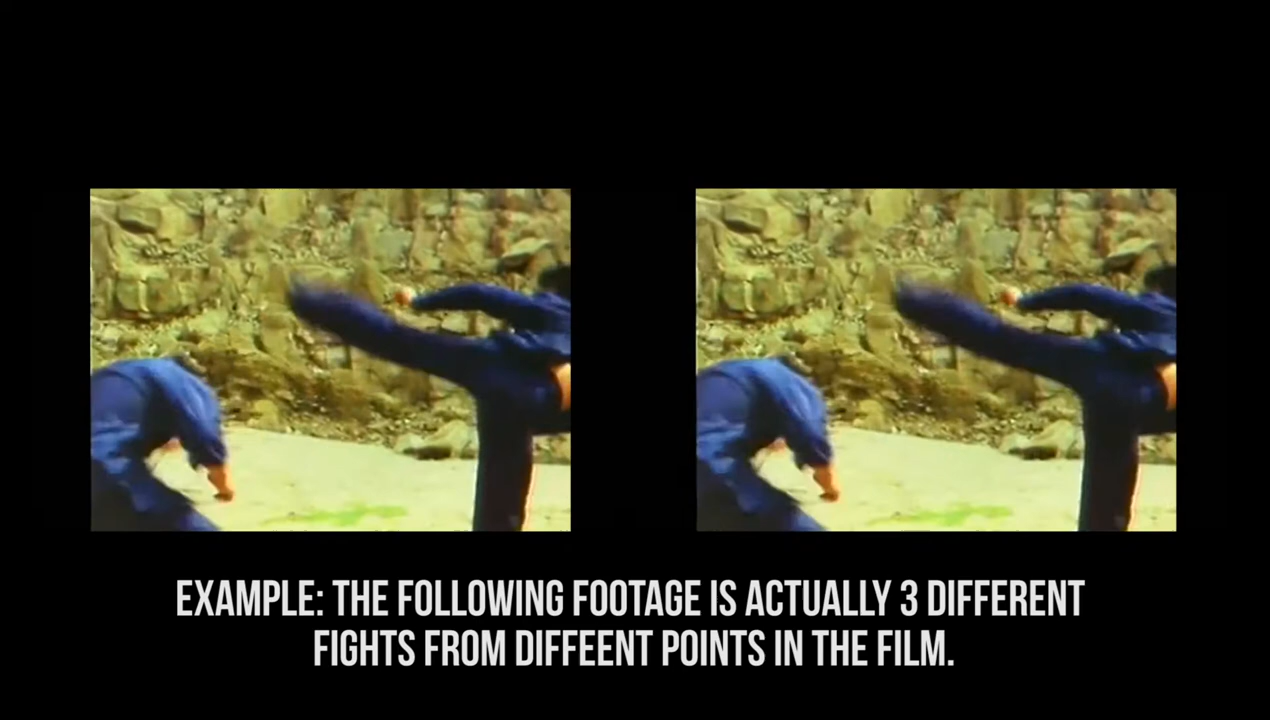 EXAMPLE: THE FOLLOWING FOOTAGE IS ACTUALLY 3 DIFFERENT
FIGHTS FROM DIFFEENT POINTS IN THE FILM.